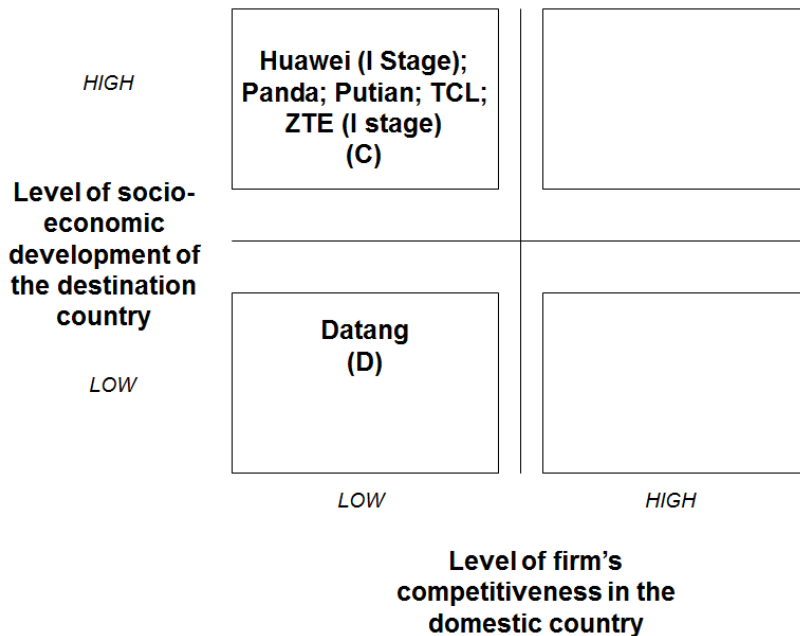 HIGH
Huawei (I Stage);
Panda; Putian; TCL;
ZTE (I stage)
(C)
Level of socio-
economic
development of
the destination
country
LOW
Datang
(D)
LOW
HIGH
Level of firm's
competitiveness in the
domestic country